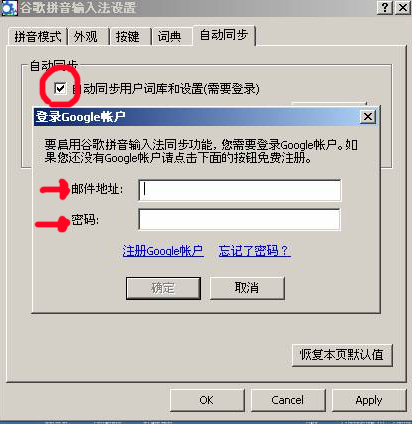 谷歌拼音输入法设置
拼音模式 外观 按键 词典 自动同步
自动同步
自动同步用户词库和设置(需要登录)
登录Google帐户
要启用谷歌拼音输入法同步功能，您需要登录Google帐户。如
果您还没有Google帐户请点击下面的按钮免费注册。
邮件地址:
密码:
注册Google帐户 忘记了密码？
确定 取消
恢复本页默认值
OK Cancel Apply